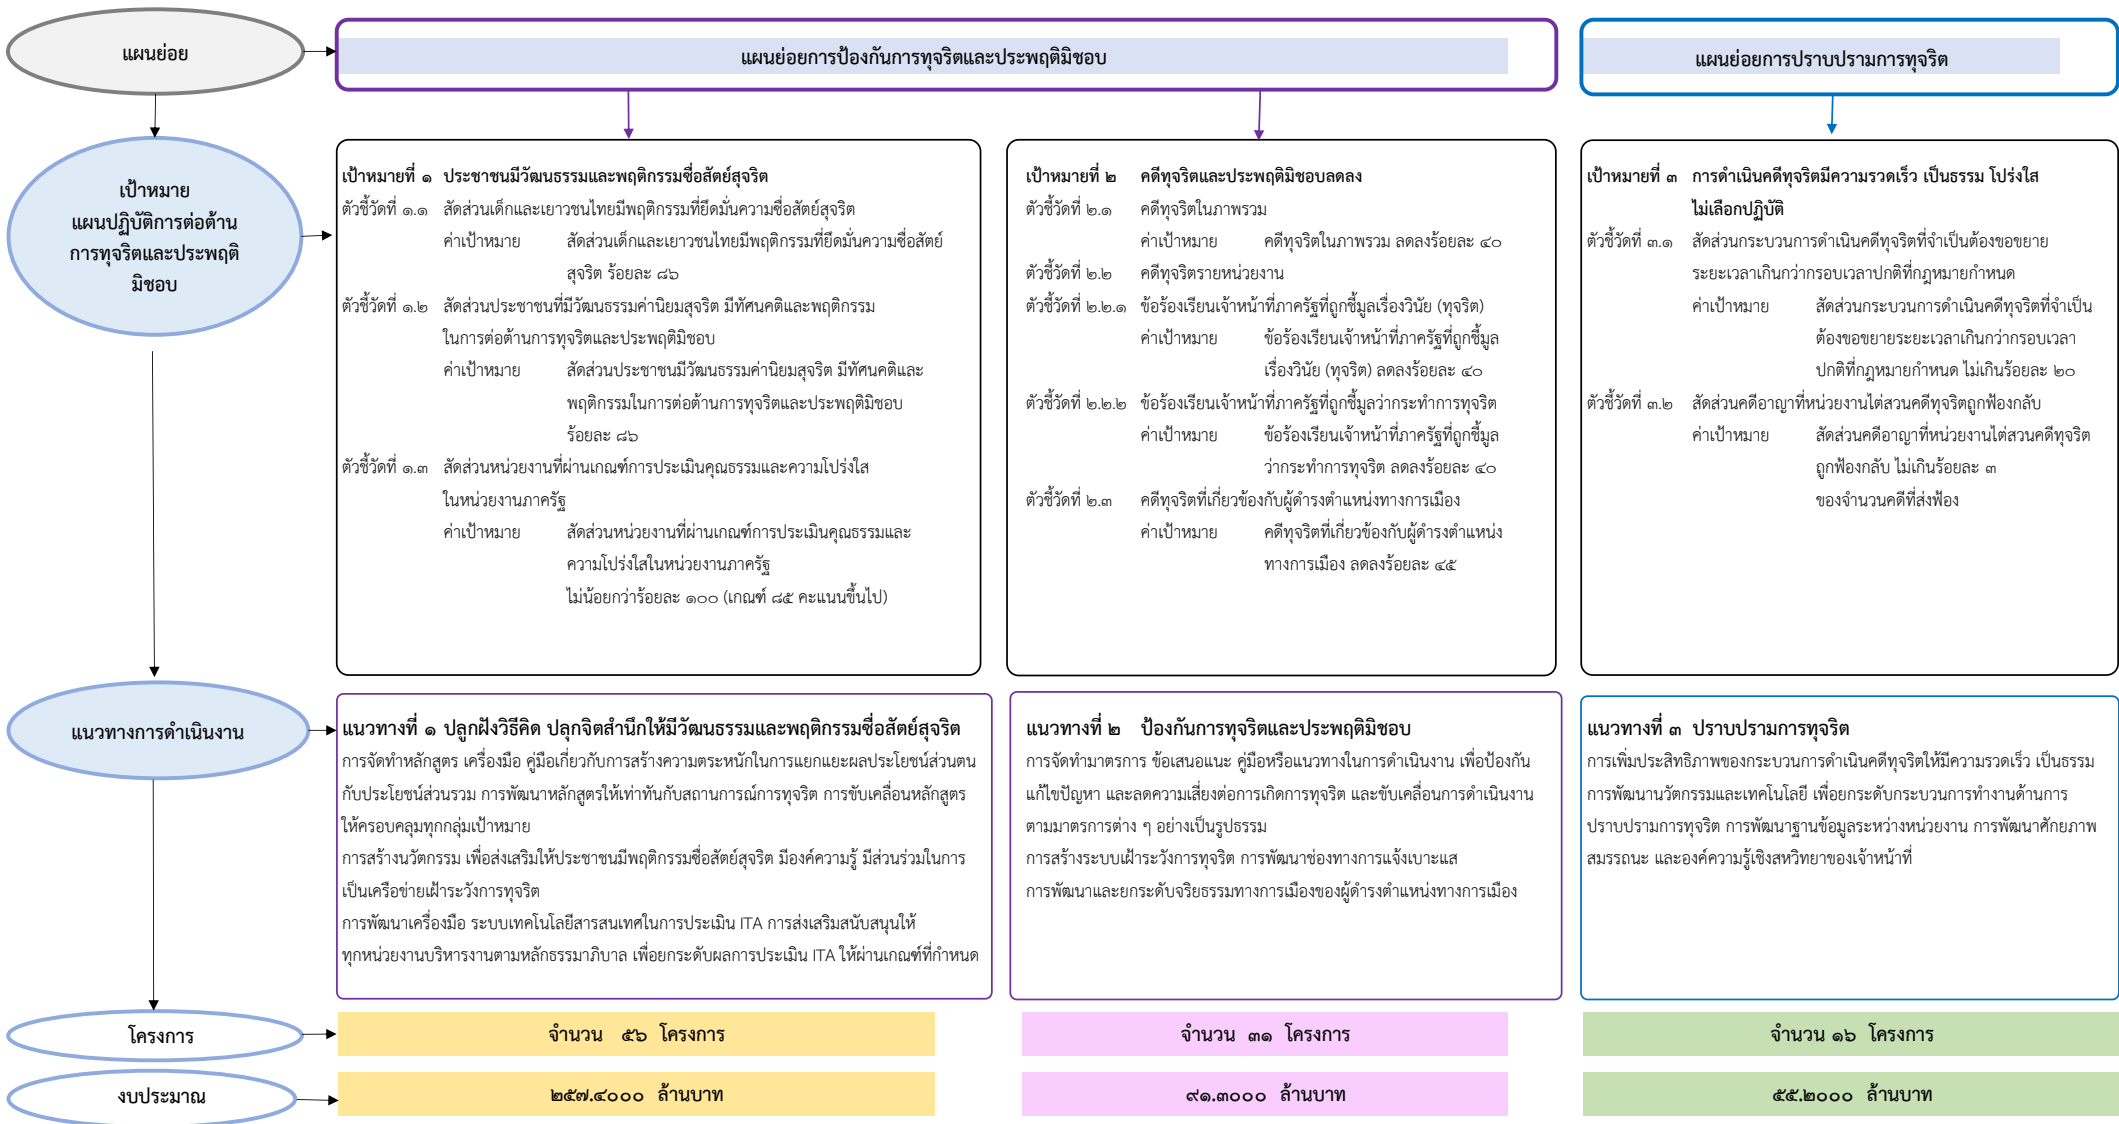 แผนย่อย
แผนย่อยการป้องกันการทุจริตและประพฤติมิชอบ
แผนย่อยการปราบปรามการทุจริต
เป้าหมาย
แผนปฏิบัติการต่อต้าน
การทุจริตและประพฤติ
มิชอบ
เป้าหมายที่ ๑ ประชาชนมีวัฒนธรรมและพฤติกรรมซื่อสัตย์สุจริต
ตัวชี้วัดที่ ๑.๑ สัดส่วนเด็กและเยาวชนไทยมีพฤติกรรมที่ยึดมั่นความซื่อสัตย์สุจริต
ค่าเป้าหมาย สัดส่วนเด็กและเยาวชนไทยมีพฤติกรรมที่ยึดมั่นความซื่อสัตย์
สุจริต ร้อยละ ๘๖
ตัวชี้วัดที่ ๑.๒ สัดส่วนประชาชนที่มีวัฒนธรรมค่านิยมสุจริต มีทัศนคติและพฤติกรรม
ในการต่อต้านการทุจริตและประพฤติมิชอบ
ค่าเป้าหมาย สัดส่วนประชาชนมีวัฒนธรรมค่านิยมสุจริต มีทัศนคติและ
พฤติกรรมในการต่อต้านการทุจริตและประพฤติมิชอบ
ร้อยละ ๘๖
ตัวชี้วัดที่ ๑.๓ สัดส่วนหน่วยงานที่ผ่านเกณฑ์การประเมินคุณธรรมและความโปร่งใส
ในหน่วยงานภาครัฐ
ค่าเป้าหมาย สัดส่วนหน่วยงานที่ผ่านเกณฑ์การประเมินคุณธรรมและ
ความโปร่งใสในหน่วยงานภาครัฐ
ไม่น้อยกว่าร้อยละ ๑๐๐ (เกณฑ์ ๘๕ คะแนนขึ้นไป)
เป้าหมายที่ ๒ คดีทุจริตและประพฤติมิชอบลดลง
ตัวชี้วัดที่ ๒.๑ คดีทุจริตในภาพรวม
ค่าเป้าหมาย คดีทุจริตในภาพรวม ลดลงร้อยละ ๔๐
ตัวชี้วัดที่ ๒.๒ คดีทุจริตรายหน่วยงาน
ตัวชี้วัดที่ ๒.๒.๑ ข้อร้องเรียนเจ้าหน้าที่ภาครัฐที่ถูกชี้มูลเรื่องวินัย (ทุจริต)
ค่าเป้าหมาย ข้อร้องเรียนเจ้าหน้าที่ภาครัฐที่ถูกชี้มูล
เรื่องวินัย (ทุจริต) ลดลงร้อยละ ๔๐
ตัวชี้วัดที่ ๒.๒.๒ ข้อร้องเรียนเจ้าหน้าที่ภาครัฐที่ถูกชี้มูลว่ากระทำการทุจริต
ค่าเป้าหมาย ข้อร้องเรียนเจ้าหน้าที่ภาครัฐที่ถูกชี้มูล
ว่ากระทำการทุจริต ลดลงร้อยละ ๔๐
ตัวชี้วัดที่ ๒.๓ คดีทุจริตที่เกี่ยวข้องกับผู้ดำรงตำแหน่งทางการเมือง
ค่าเป้าหมาย คดีทุจริตที่เกี่ยวข้องกับผู้ดำรงตำแหน่ง
ทางการเมือง ลดลงร้อยละ ๔๕
เป้าหมายที่ ๓ การดำเนินคดีทุจริตมีความรวดเร็ว เป็นธรรม โปร่งใส
ไม่เลือกปฏิบัติ
ตัวชี้วัดที่ ๓.๑ สัดส่วนกระบวนการดำเนินคดีทุจริตที่จำเป็นต้องขอขยาย
ระยะเวลาเกินกว่ากรอบเวลาปกติที่กฎหมายกำหนด
ค่าเป้าหมาย สัดส่วนกระบวนการดำเนินคดีทุจริตที่จำเป็น
ต้องขอขยายระยะเวลาเกินกว่ากรอบเวลา
ปกติที่กฎหมายกำหนด ไม่เกินร้อยละ ๒๐
ตัวชี้วัดที่ ๓.๒ สัดส่วนคดีอาญาที่หน่วยงานไต่สวนคดีทุจริตถูกฟ้องกลับ
ค่าเป้าหมาย สัดส่วนคดีอาญาที่หน่วยงานไต่สวนคดีทุจริต
ถูกฟ้องกลับ ไม่เกินร้อยละ ๓
ของจำนวนคดีที่ส่งฟ้อง
แนวทางการดำเนินงาน
แนวทางที่ ๑ ปลูกฝังวิธีคิด ปลุกจิตสำนึกให้มีวัฒนธรรมและพฤติกรรมซื่อสัตย์สุจริต
การจัดทำหลักสูตร เครื่องมือ คู่มือเกี่ยวกับการสร้างความตระหนักในการแยกแยะผลประโยชน์ส่วนตน
กับประโยชน์ส่วนรวม การพัฒนาหลักสูตรให้เท่าทันกับสถานการณ์การทุจริต การขับเคลื่อนหลักสูตร
ให้ครอบคลุมทุกกลุ่มเป้าหมาย
การสร้างนวัตกรรม เพื่อส่งเสริมให้ประชาชนมีพฤติกรรมซื่อสัตย์สุจริต มีองค์ความรู้ มีส่วนร่วมในการ
เป็นเครือข่ายเฝ้าระวังการทุจริต
การพัฒนาเครื่องมือ ระบบเทคโนโลยีสารสนเทศในการประเมิน ITA การส่งเสริมสนับสนุนให้
ทุกหน่วยงานบริหารงานตามหลักธรรมาภิบาล เพื่อยกระดับผลการประเมิน ITA ให้ผ่านเกณฑ์ที่กำหนด
แนวทางที่ ๒ ป้องกันการทุจริตและประพฤติมิชอบ
การจัดทำมาตรการ ข้อเสนอแนะ คู่มือหรือแนวทางในการดำเนินงาน เพื่อป้องกัน
แก้ไขปัญหา และลดความเสี่ยงต่อการเกิดการทุจริต และขับเคลื่อนการดำเนินงาน
ตามมาตรการต่าง ๆ อย่างเป็นรูปธรรม
การสร้างระบบเฝ้าระวังการทุจริต การพัฒนาช่องทางการแจ้งเบาะแส
การพัฒนาและยกระดับจริยธรรมทางการเมืองของผู้ดำรงตำแหน่งทางการเมือง
แนวทางที่ ๓ ปราบปรามการทุจริต
การเพิ่มประสิทธิภาพของกระบวนการดำเนินคดีทุจริตให้มีความรวดเร็ว เป็นธรรม
การพัฒนานวัตกรรมและเทคโนโลยี เพื่อยกระดับกระบวนการทำงานด้านการ
ปราบปรามการทุจริต การพัฒนาฐานข้อมูลระหว่างหน่วยงาน การพัฒนาศักยภาพ
สมรรถนะ และองค์ความรู้เชิงสหวิทยาของเจ้าหน้าที่
โครงการ
จำนวน ๕๖ โครงการ
จำนวน ๓๑ โครงการ
จำนวน ๑๖ โครงการ
งบประมาณ
๒๕๗.๔๐๐๐ ล้านบาท
๙๑.๓๐๐๐ ล้านบาท
๕๕.๒๐๐๐ ล้านบาท